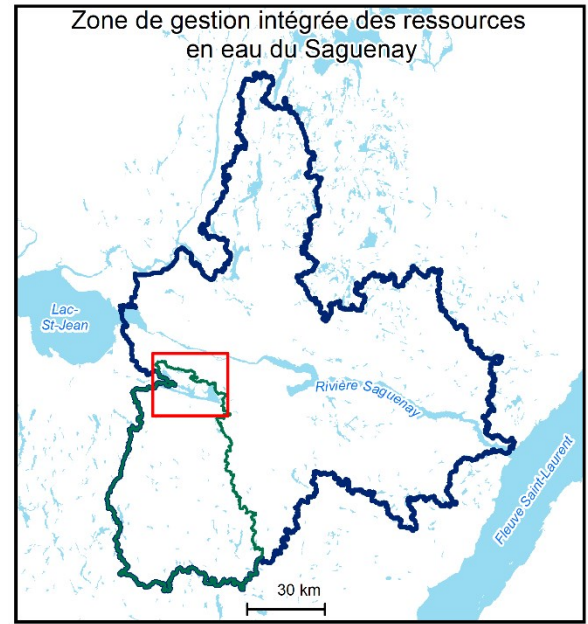 Zone de gestion intégrée des ressources
en eau du Saguenay
Lac-
St-Jean
Rivière Saguenay
Fleuve Saint-Laurent
30 km